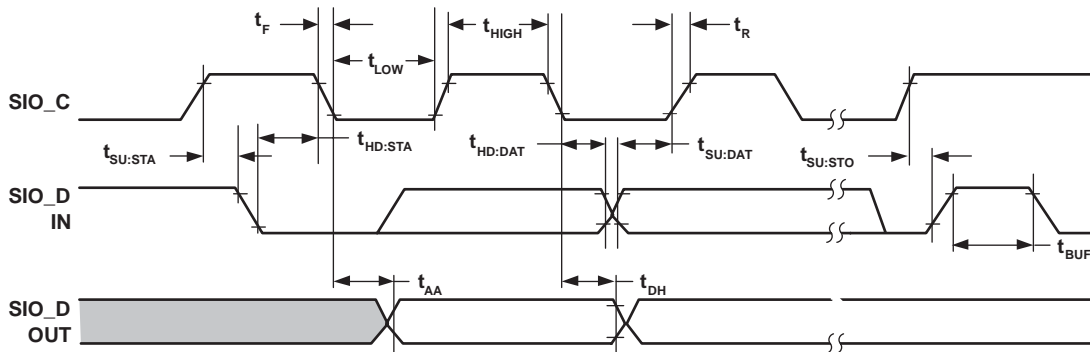 tF
tHIGH
tR
tLOW
SIO_C
tSU:STA
tHD:STA
tHD:DAT
tSU:DAT
tSU:STO
SIO_D
IN
tBUF
tAA
tDH
SIO_D
OUT